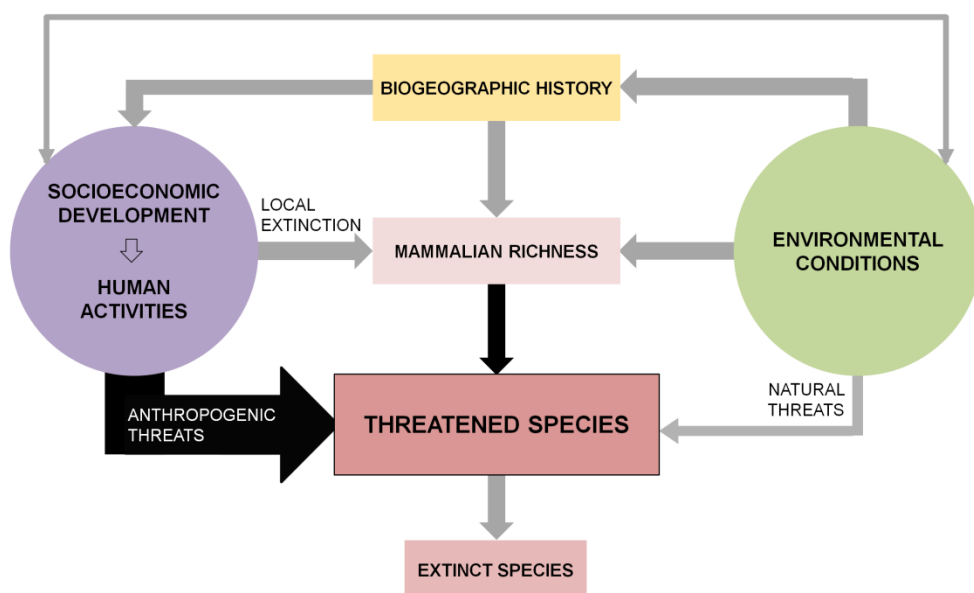 BIOGEOGRAPHIC HISTORY
SOCIOECONOMIC
DEVELOPMENT
HUMAN
ACTIVITIES
LOCAL
EXTINCTION
MAMMALIAN RICHNESS
ENVIRONMENTAL
CONDITIONS
ANTHROPOGENIC
THREATS
THREATENED SPECIES
NATURAL
THREATS
EXTINCT SPECIES